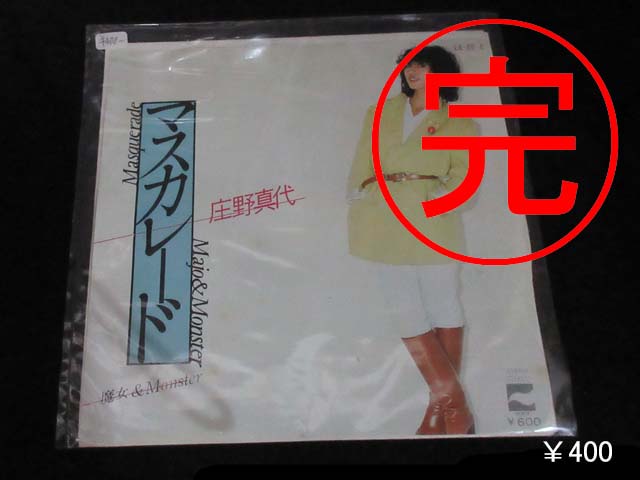 マスカレード
Masquerade
庄野真代
Majo&Monster
魔女 & Monster
完
¥600
¥400